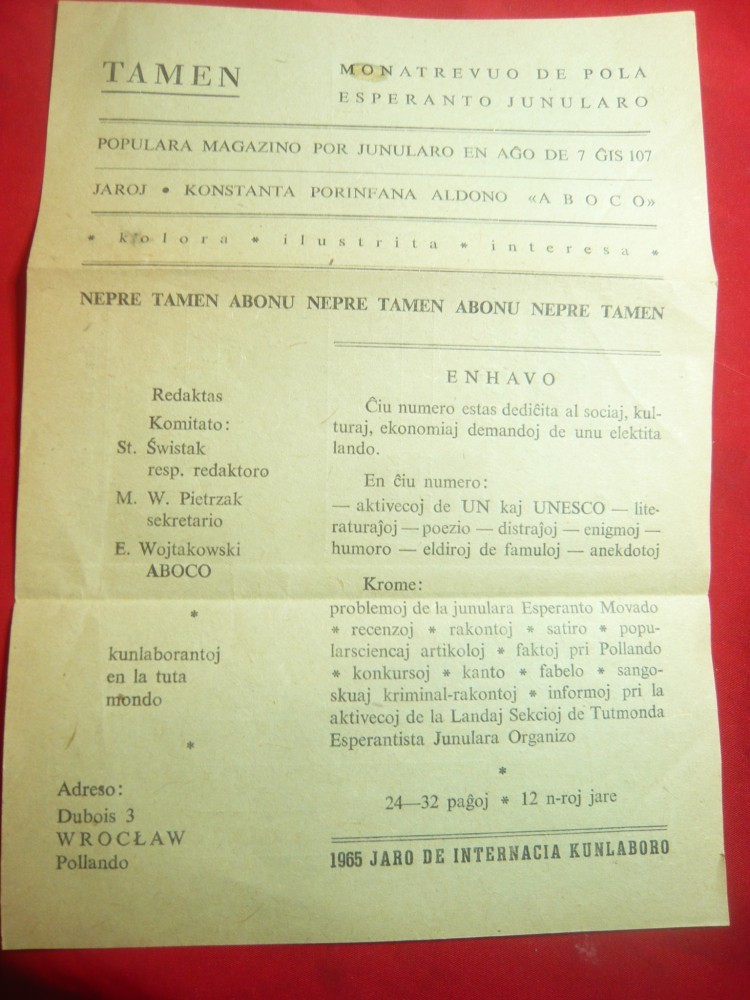 TAMEN
MONATREVUO DE POLA
ESPERANTO JUNULARO
POPULARA MAGAZINO POR JUNULARO EN AĜO DE 7 ĜIS 107
JAROJ • KONSTANTA PORINFANA ALDONO «ABOCO»
* kolora * ilustrita * interesa *
NEPRE TAMEN ABONU NEPRE TAMEN ABONU NEPRE TAMEN
Redaktas
Komitato:
St. Świstak
resp. redaktoro
M. W. Pietrzak
sekretario
E. Wojtakowski
ABOCO
*
kunlaborantoj
en la tuta
mondo
*
Adreso:
Dubois 3
WROCŁAW
Pollando
ENHAVO
Ĉiu numero estas dediĉita al sociaj, kul-
turaj, ekonomiaj demandoj de unu elektita
lando.
En ĉiu numero:
— aktivecoj de UN kaj UNESCO — lite-
raturaĵoj — poezio — distraĵoj — enigmoj —
humoro — eldiroj de famuloj — anekdotoj
Krome:
problemoj de la junulara Esperanto Movado
* recenzoj * rakontoj * satiro * popu-
larsciencaj artikoloj * faktoj pri Pollando
* konkursoj * kanto * fabelo * sango-
skuaj kriminal-rakontoj * informoj pri la
aktivecoj de la Landaj Sekcioj de Tutmonda
Esperantista Junulara Organizo
*
24—32 paĝoj * 12 n-roj jare
1965 JARO DE INTERNACIA KUNLABORO